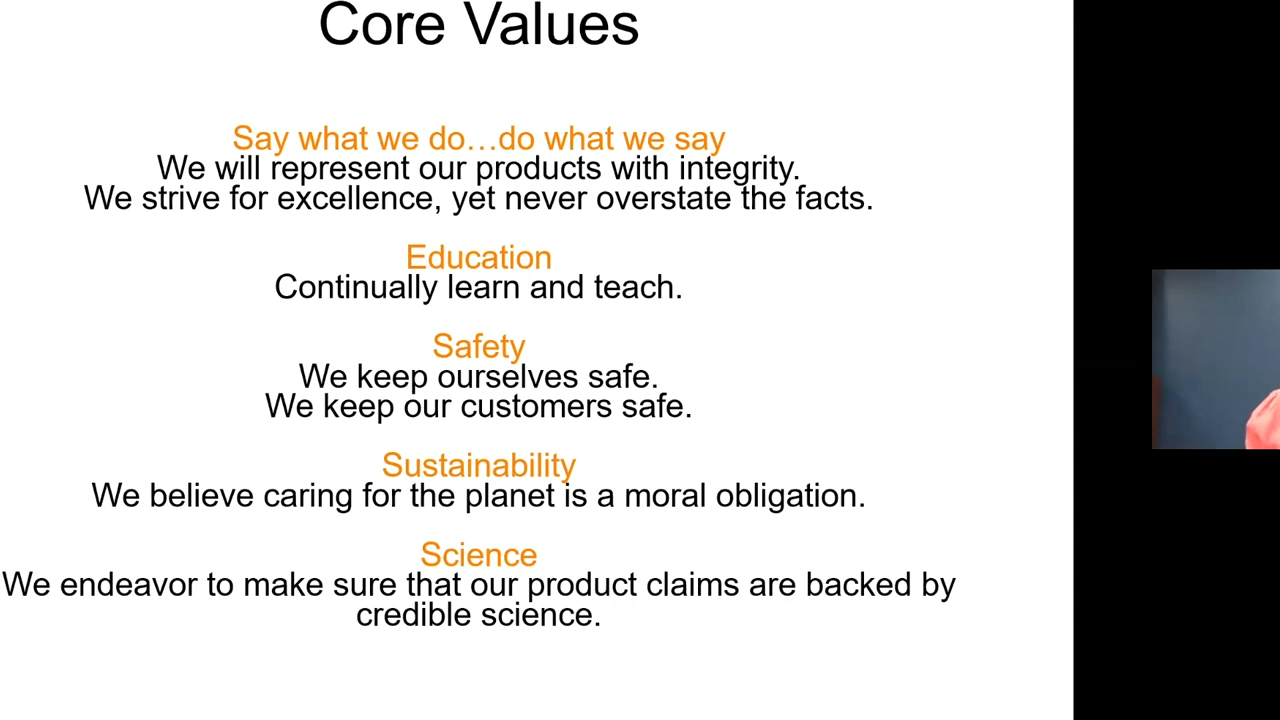 Core Values
Say what we do...do what we say
We will represent our products with integrity.
We strive for excellence, yet never overstate the facts.
Education
Continually learn and teach.
Safety
We keep ourselves safe.
We keep our customers safe.
Sustainability
We believe caring for the planet is a moral obligation.
Science
We endeavor to make sure that our product claims are backed by
credible science.